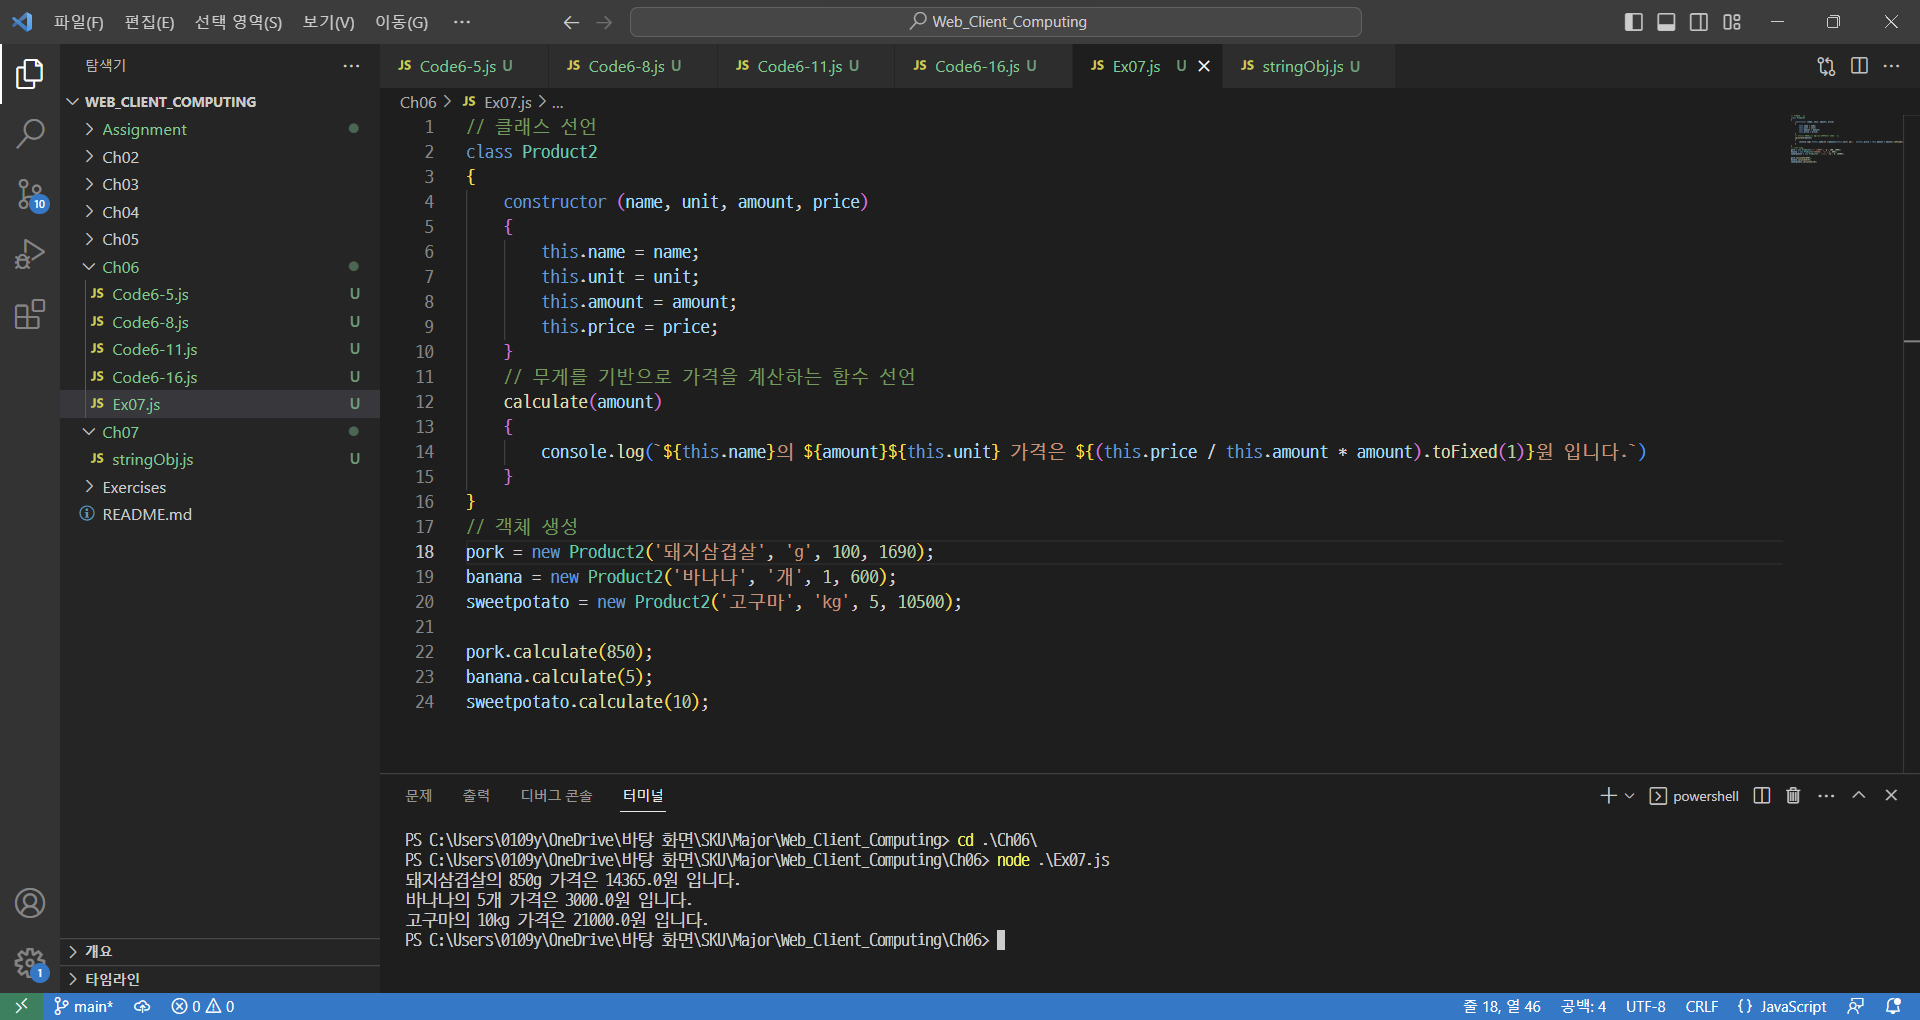 파일(F) 편집(E) 선택 영역(S) 보기(V) 이동(G) ··· Web_Client_Computing
탐색기 ···
JS Code6-5.js U JS Code6-8.js U JS Code6-11.js U JS Code6-16.js U JS Ex07.js U JS stringObj.js U ···
WEB_CLIENT_COMPUTING
Assignment
Ch02
Ch03
Ch04
Ch05
Ch06
JS Code6-5.js U
JS Code6-8.js U
JS Code6-11.js U
JS Code6-16.js U
JS Ex07.js U
Ch07
JS stringObj.js U
Exercises
README.md
10
개요
타임라인
1
Ch06 > JS Ex07.js > ...
1 // 클래스 선언
2 class Product2
3 {
4 constructor (name, unit, amount, price)
5 {
6 this.name = name;
7 this.unit = unit;
8 this.amount = amount;
9 this.price = price;
10 }
11 // 무게를 기반으로 가격을 계산하는 함수 선언
12 calculate(amount)
13 {
14 console.log(`${this.name}의 ${amount}${this.unit} 가격은 ${(this.price / this.amount * amount).toFixed(1)}원 입니다.`)
15 }
16 }
17 // 객체 생성
18 pork = new Product2('돼지삼겹살', 'g', 100, 1690);
19 banana = new Product2('바나나', '개', 1, 600);
20 sweetpotato = new Product2('고구마', 'kg', 5, 10500);
21
22 pork.calculate(850);
23 banana.calculate(5);
24 sweetpotato.calculate(10);
문제 출력 디버그 콘솔 터미널 powershell ···
PS C:\Users\0109y\OneDrive\바탕 화면\SKU\Major\Web_Client_Computing> cd .\Ch06\
PS C:\Users\0109y\OneDrive\바탕 화면\SKU\Major\Web_Client_Computing\Ch06> node .\Ex07.js
돼지삼겹살의 850g 가격은 14365.0원 입니다.
바나나의 5개 가격은 3000.0원 입니다.
고구마의 10kg 가격은 21000.0원 입니다.
PS C:\Users\0109y\OneDrive\바탕 화면\SKU\Major\Web_Client_Computing\Ch06>
main* 0 0 줄 18, 열 46 공백: 4 UTF-8 CRLF {} JavaScript